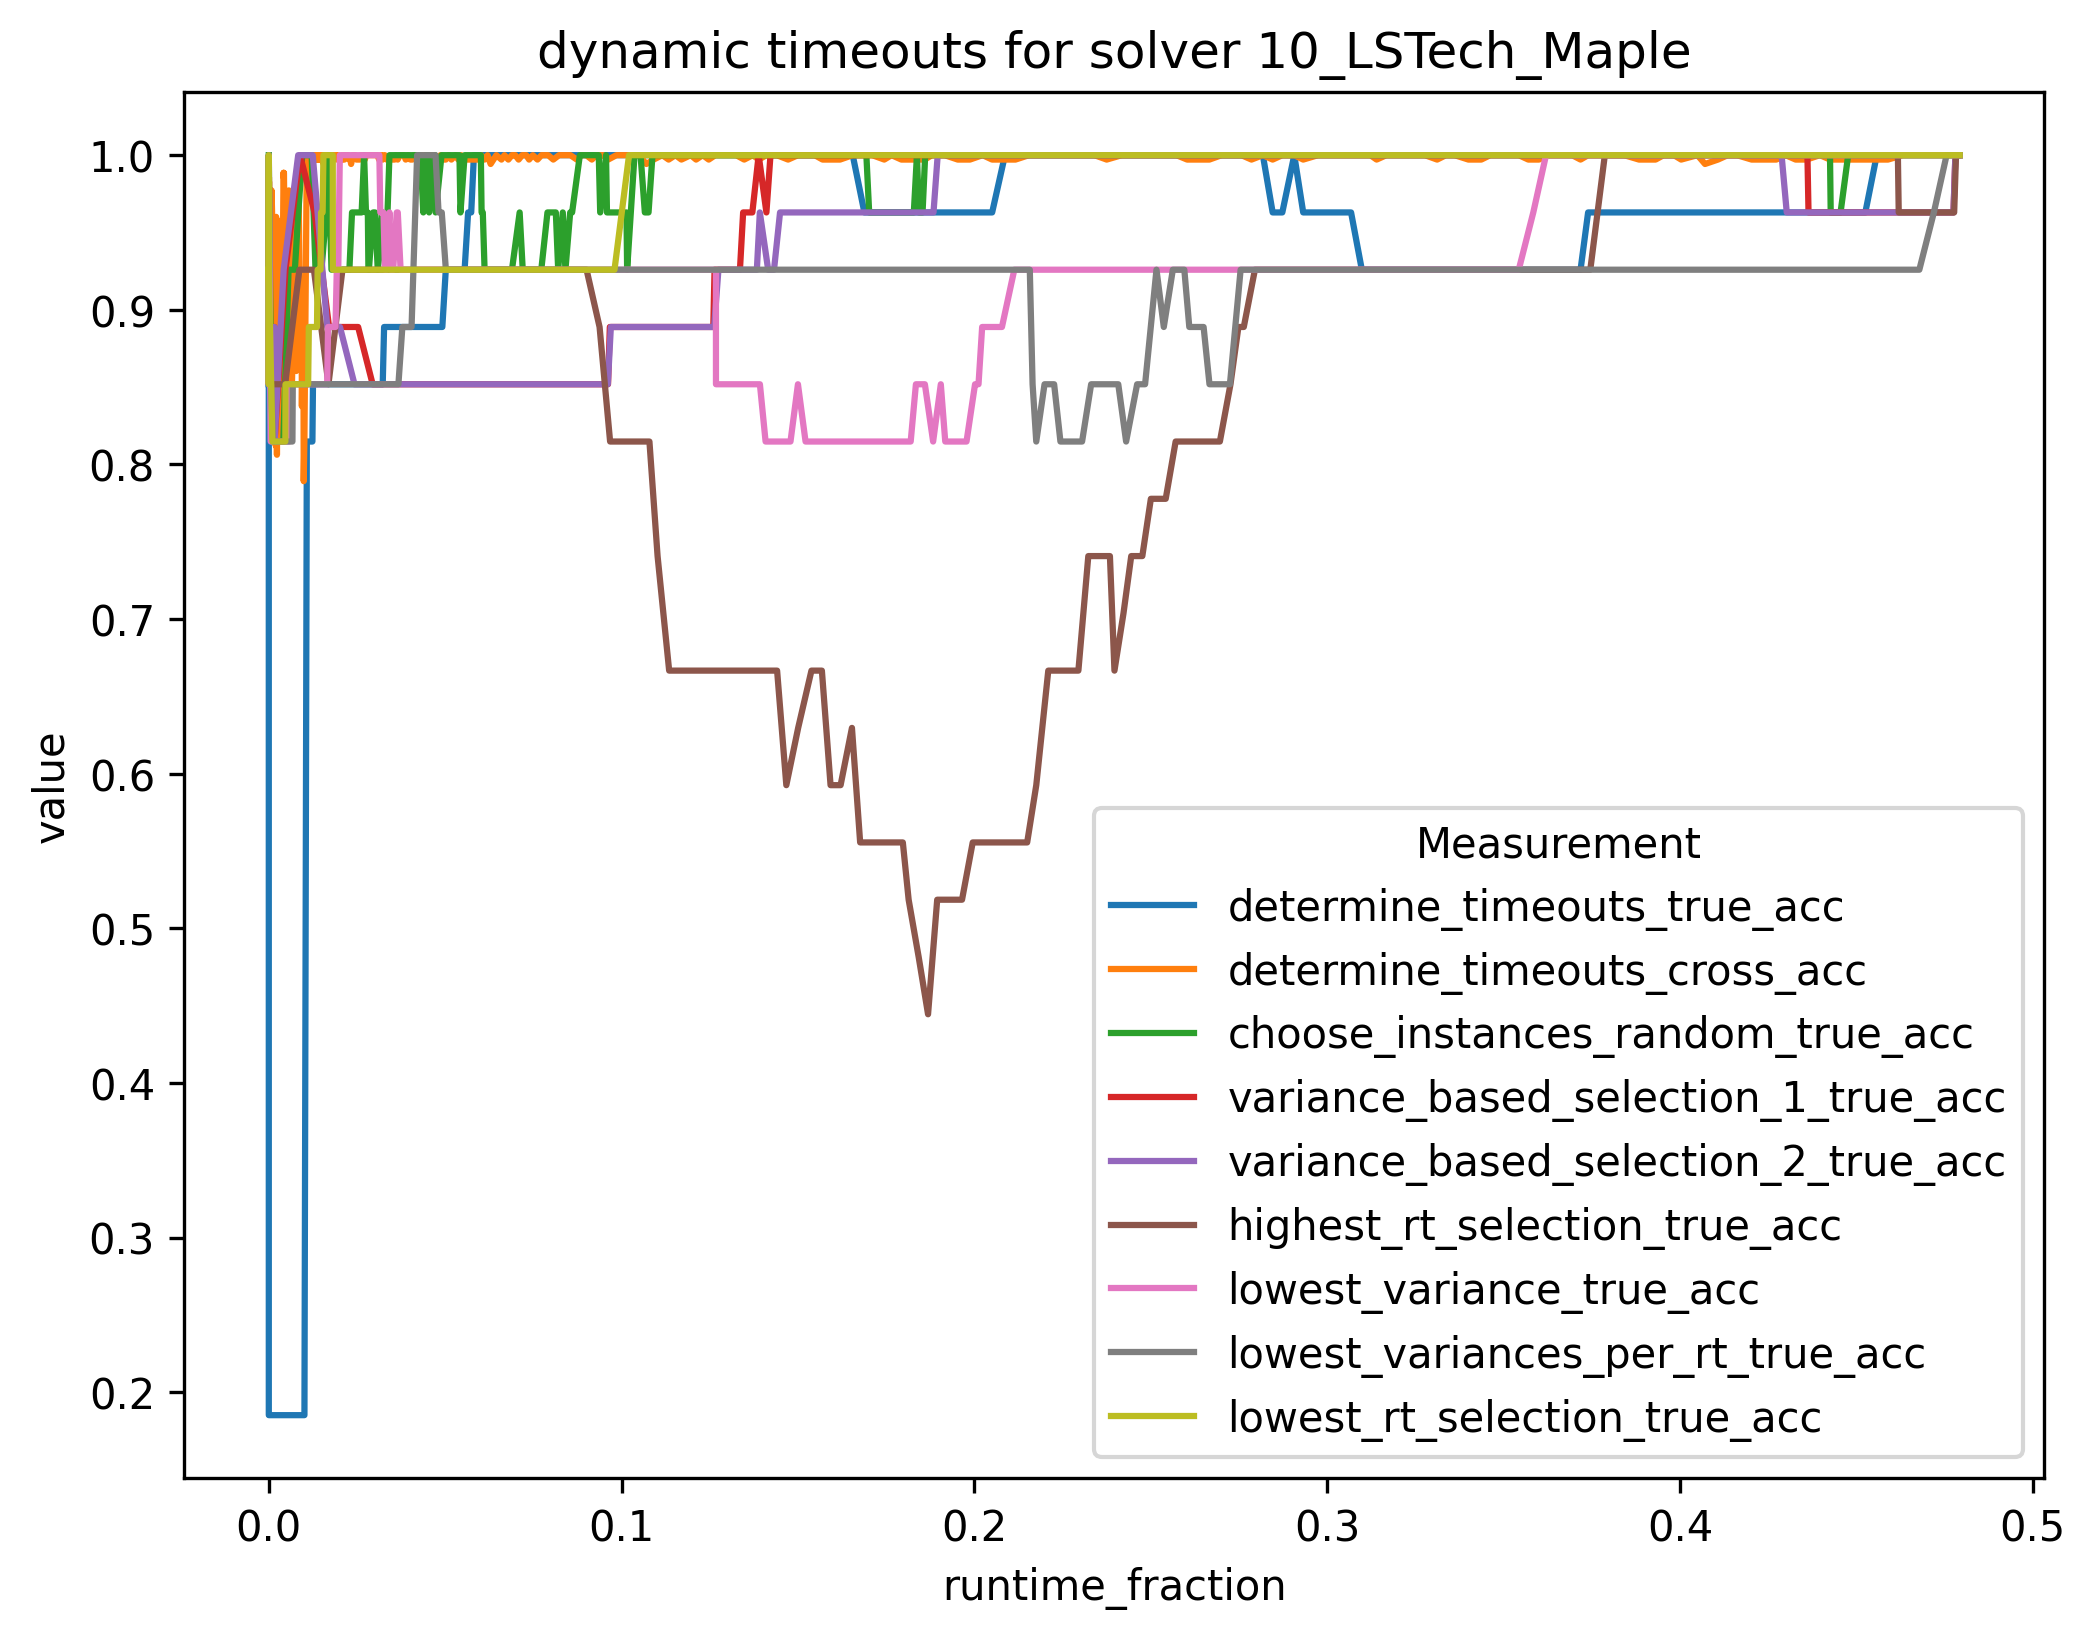 dynamic timeouts for solver 10_LSTech_Maple
value
1.0
0.9
0.8
0.7
0.6
0.5
0.4
0.3
0.2
Measurement
determine_timeouts_true_acc
determine_timeouts_cross_acc
choose_instances_random_true_acc
variance_based_selection_1_true_acc
variance_based_selection_2_true_acc
highest_rt_selection_true_acc
lowest_variance_true_acc
lowest_variances_per_rt_true_acc
lowest_rt_selection_true_acc
0.0 0.1 0.2 0.3 0.4 0.5
runtime_fraction